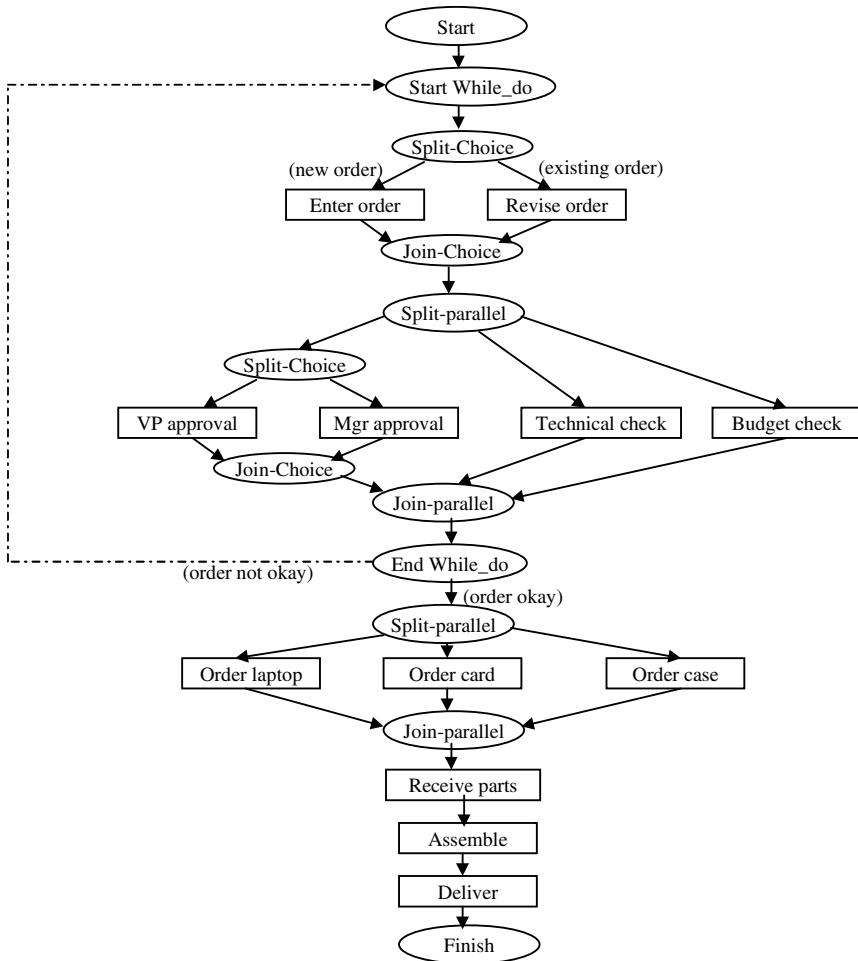 Start
Start While_do
Split-Choice
(new order)
(existing order)
Enter order
Revise order
Join-Choice
Split-parallel
Split-Choice
VP approval
Mgr approval
Technical check
Budget check
Join-Choice
Join-parallel
End While_do
(order not okay)
(order okay)
Split-parallel
Order laptop
Order card
Order case
Join-parallel
Receive parts
Assemble
Deliver
Finish